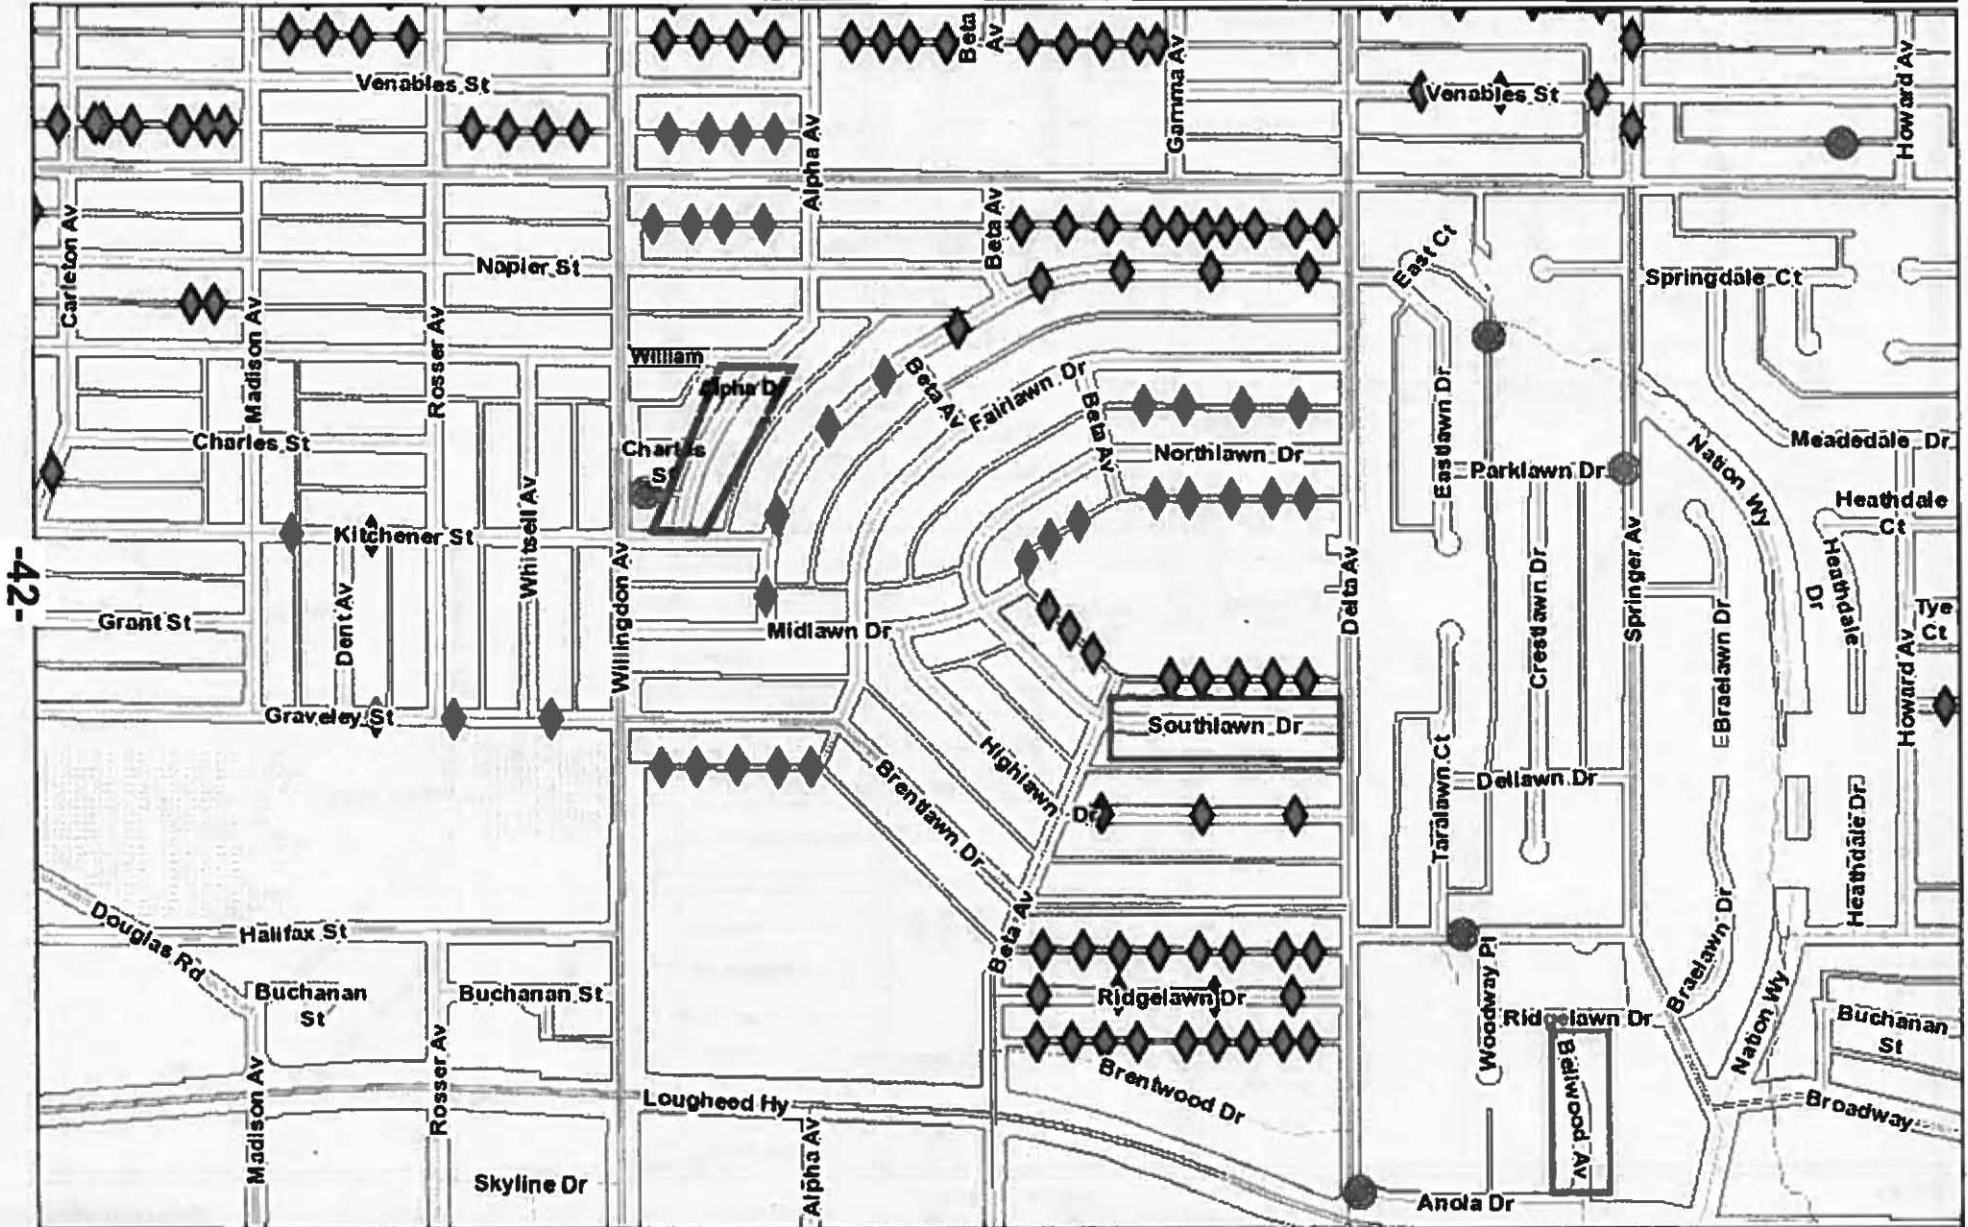 Beta
Av
Gamma Av
Howard Av
Venables St
Venables St
Alpha Av
Carleton Av
Madison Av
Rosser Av
Napier St
Beta Av
East Ct
Springdale Ct
William
Alpha Dr
Beta Av
Fairlawn Dr
Beta Av
Eastlawn Dr
Meadedale Dr
Charles St
Charles
St
Northlawn Dr
Parklawn Dr
Nation Wy
Heathdale
Ct
Whitsell Av
Kitchener St
Willingdon Av
Delta Av
Crestlawn Dr
Springer Av
Heathdale
Dr
-42-
Grant St
Dent Av
Midlawn Dr
Braelawn Dr
Howard Av
Tye
Ct
Graveley St
Southlawn Dr
Highlawn
Dr
Brentlawn Dr
Taralawn Ct
Dellawn Dr
Heathdale Dr
Douglas Rd
Halifax St
Beta Av
Braelawn Dr
Buchanan
St
Buchanan St
Ridgelawn Dr
Woodway Pl
Ridgelawn Dr
Nation Wy
Buchanan
St
Madison Av
Rosser Av
Lougheed Hy
Brentwood Dr
Bellwood Av
Broadway
Alpha Av
Skyline Dr
Anola Dr